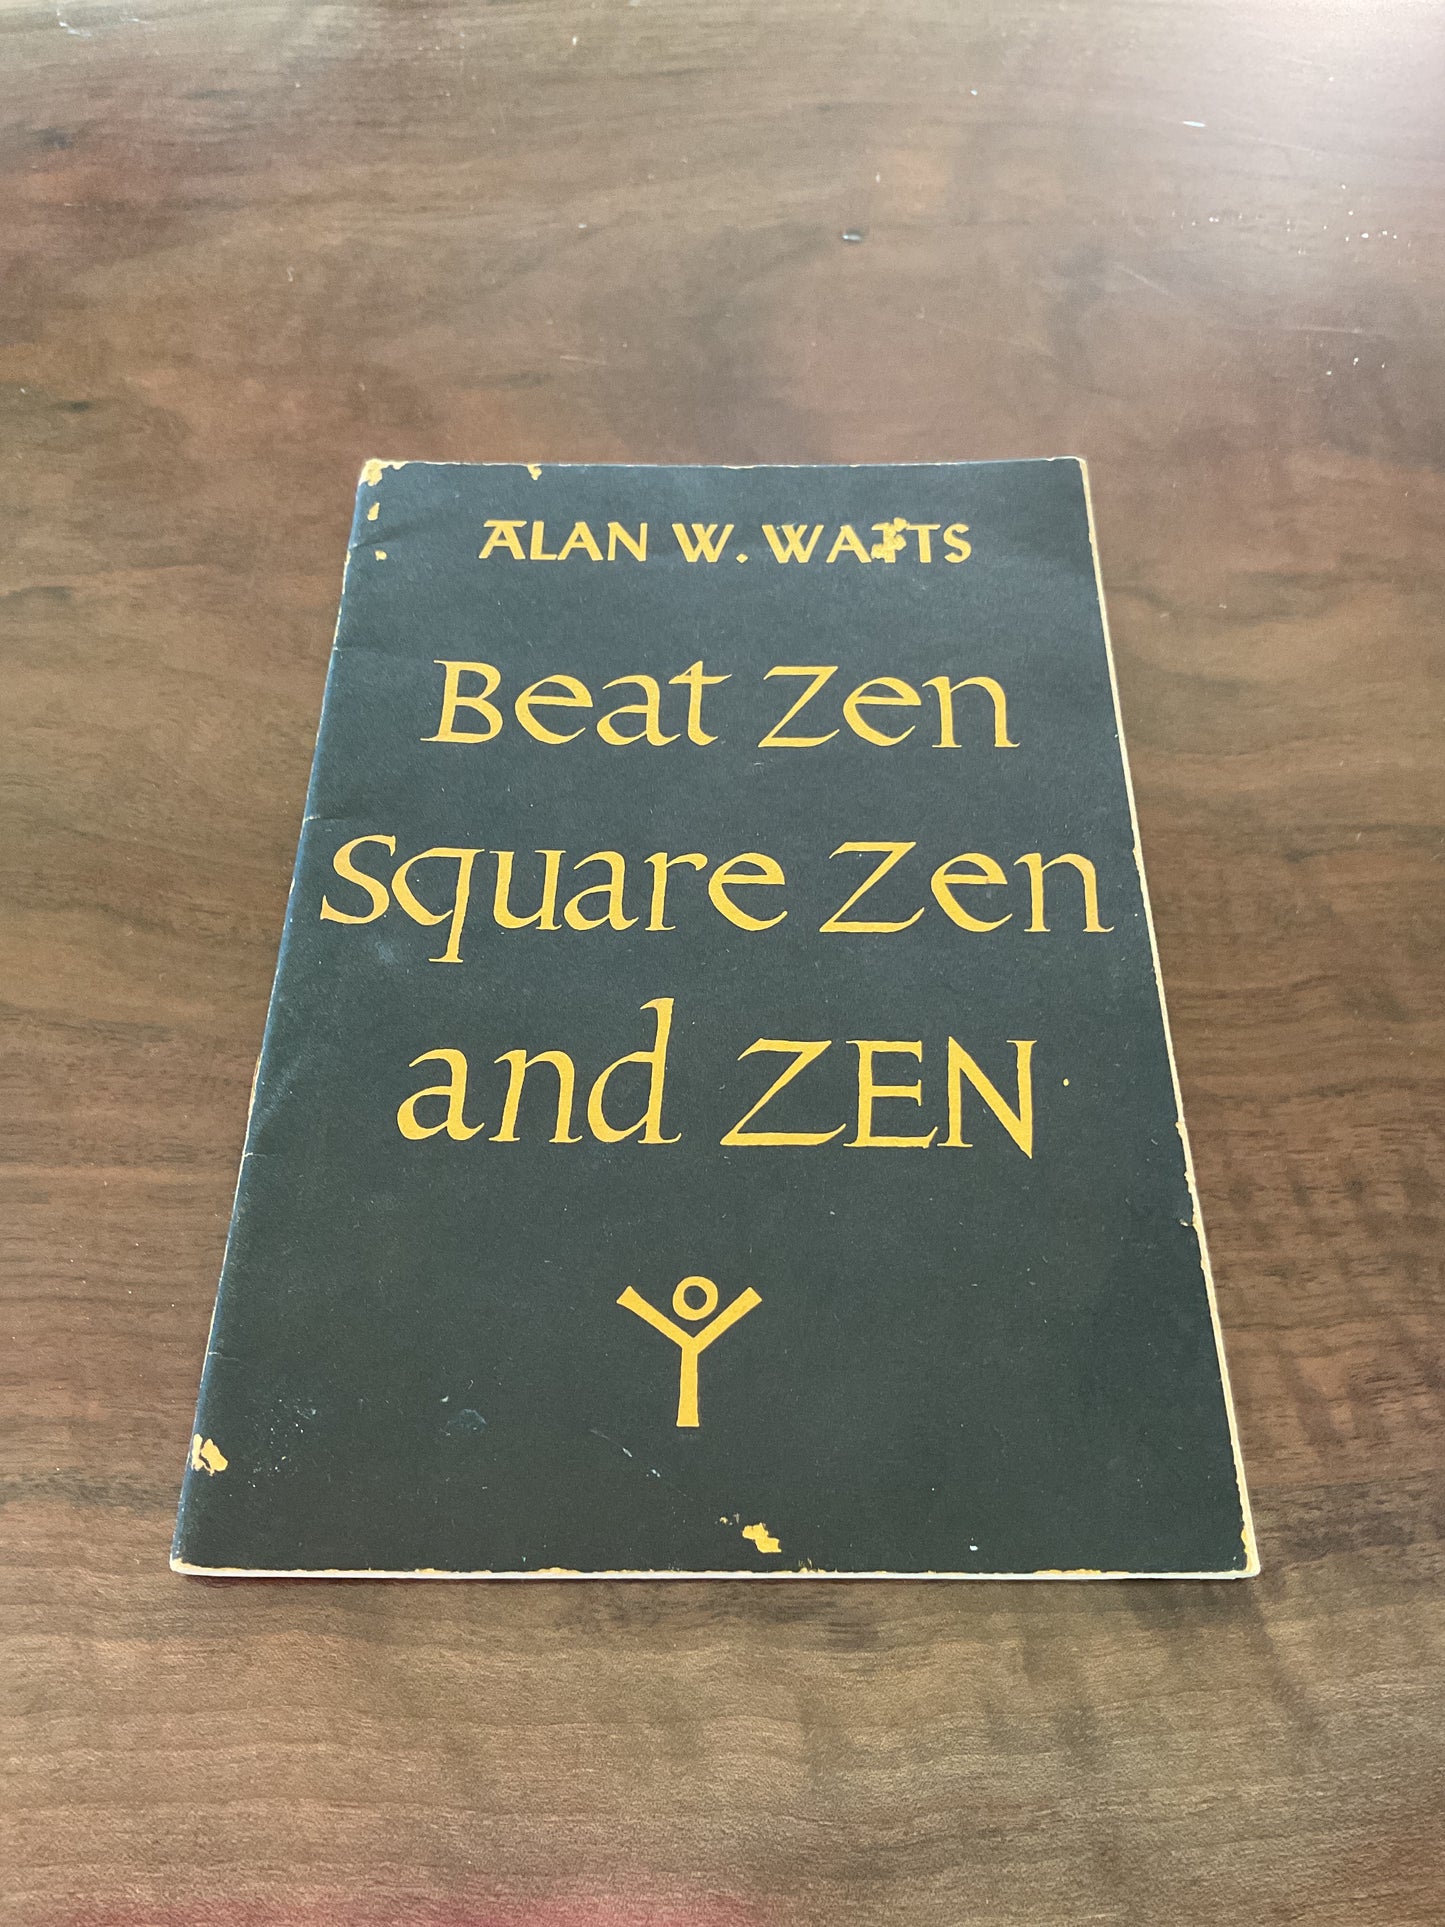 ALAN W. WATTS
Beat Zen
Square Zen
and ZEN